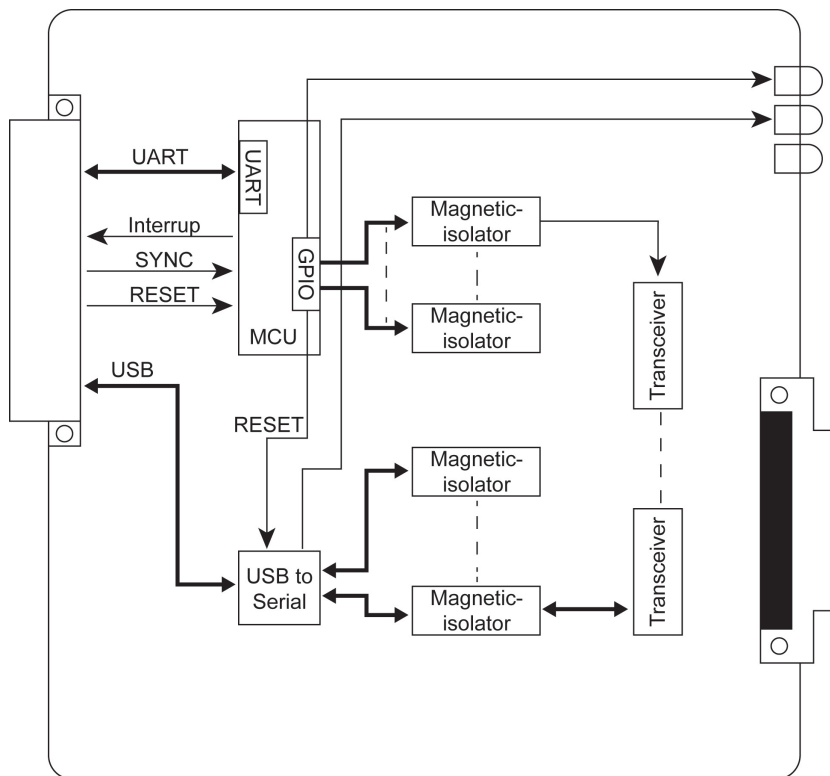 UART
UART
Interrup
SYNC
RESET
GPIO
MCU
Magnetic-
isolator
Magnetic-
isolator
Transceiver
USB
RESET
Magnetic-
isolator
USB to
Serial
Magnetic-
isolator
Transceiver